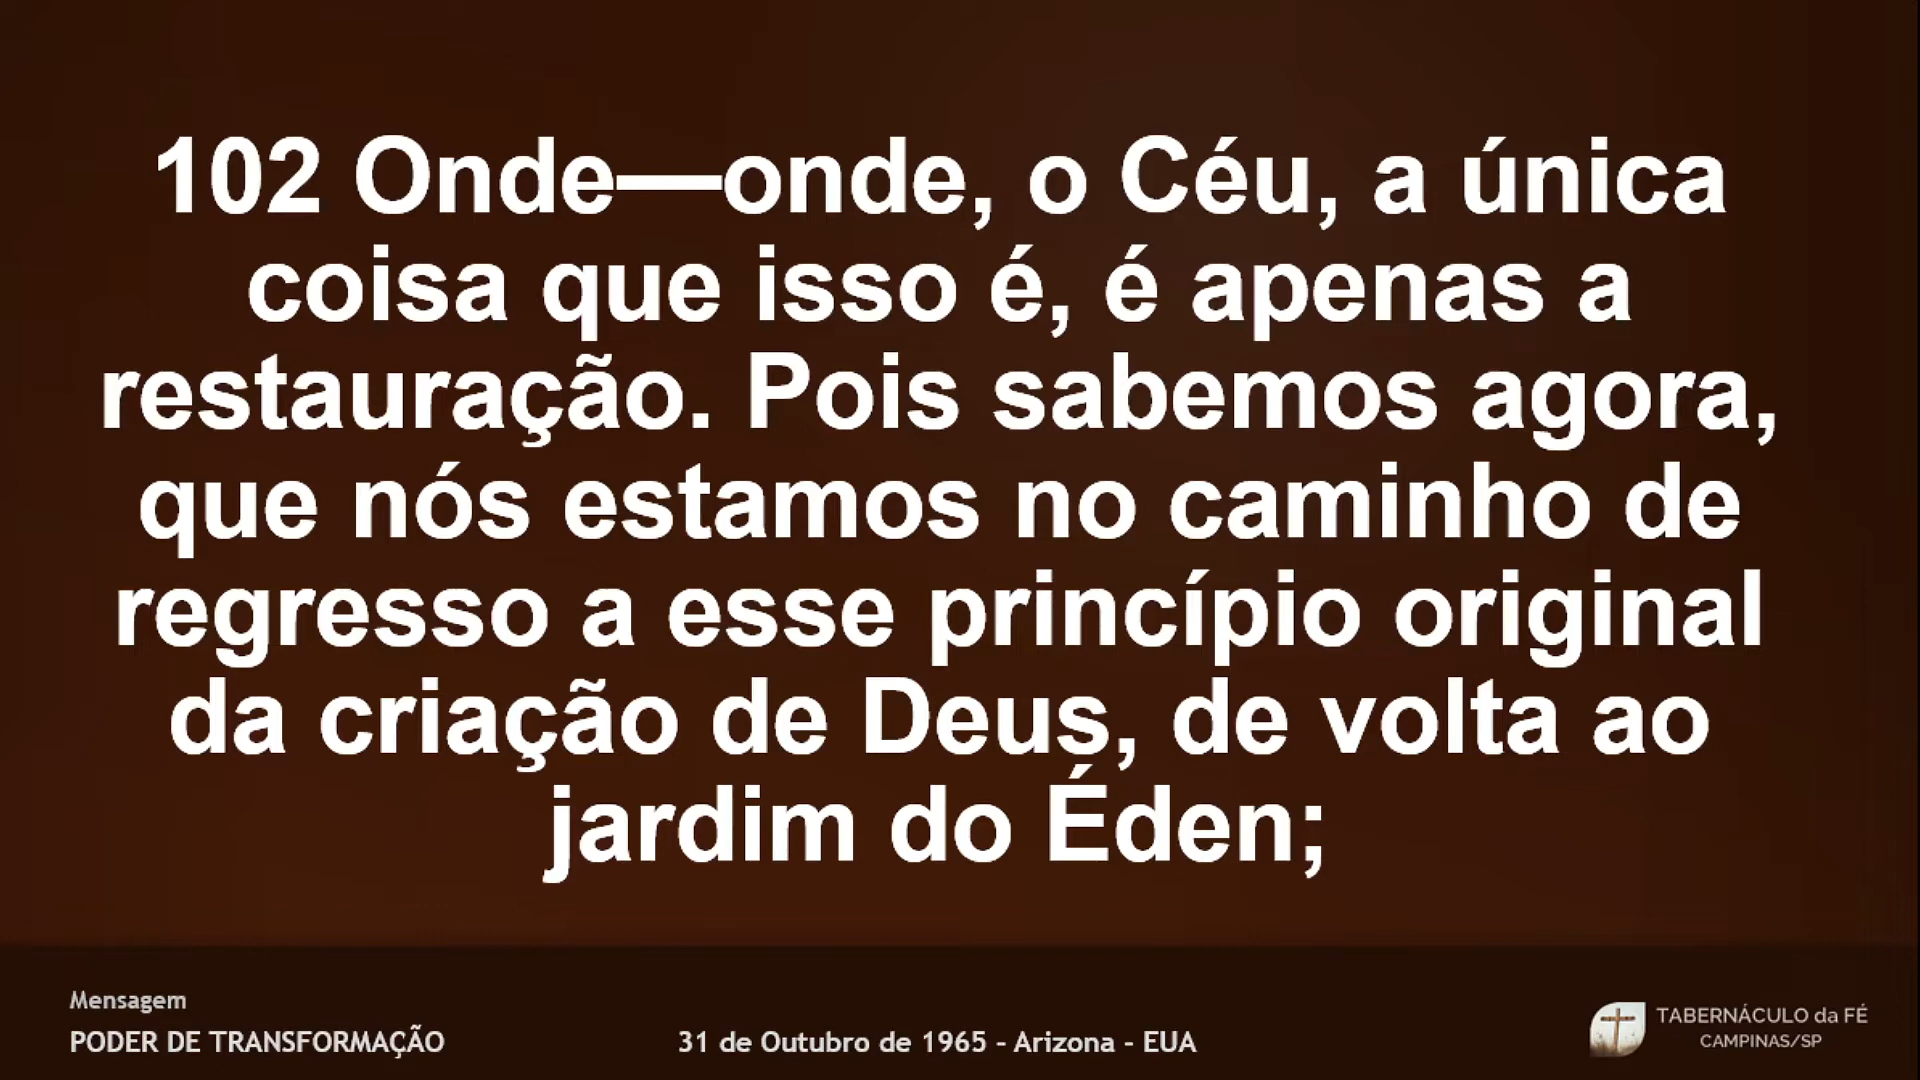 102 Onde—onde, o Céu, a única
coisa que isso é, é apenas a
restauração. Pois sabemos agora,
que nós estamos no caminho de
regresso a esse princípio original
da criação de Deus, de volta ao
jardim do Éden;
Mensagem
PODER DE TRANSFORMAÇÃO
31 de Outubro de 1965 - Arizona - EUA
TABERNÁCULO da FÉ
CAMPINAS/SP